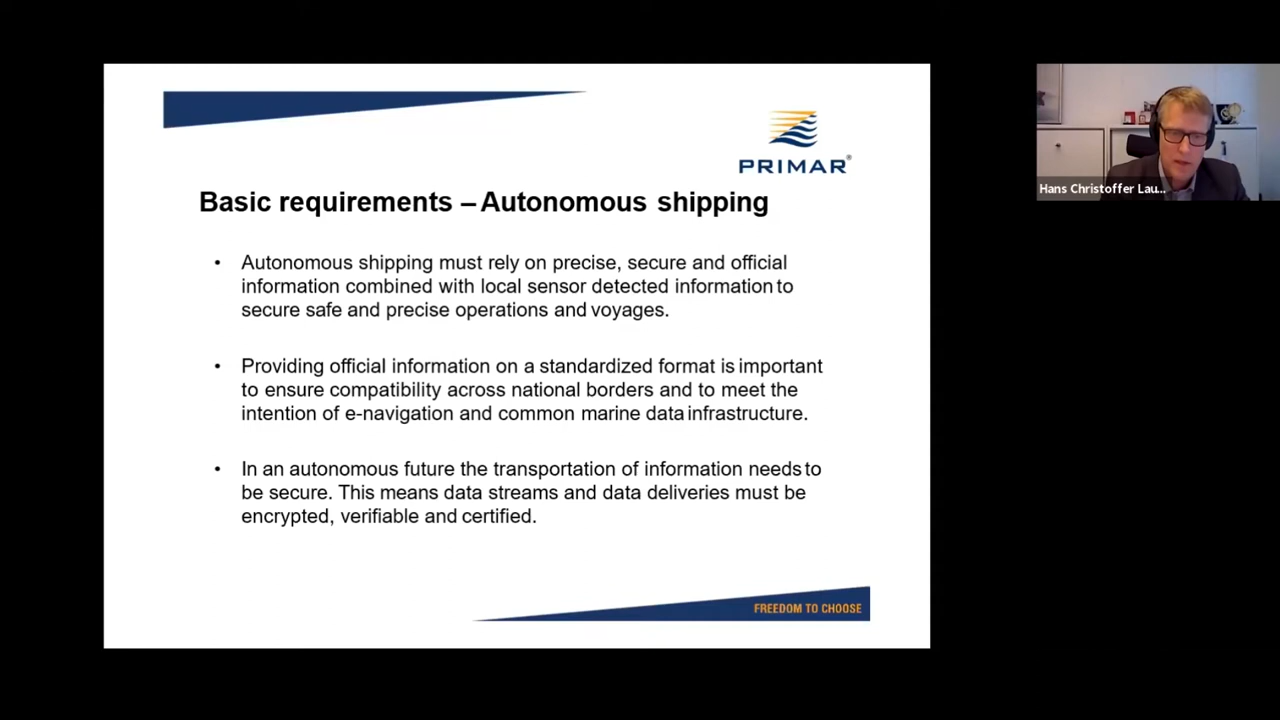 PRIMAR®
Basic requirements – Autonomous shipping
• Autonomous shipping must rely on precise, secure and official
information combined with local sensor detected information to
secure safe and precise operations and voyages.
• Providing official information on a standardized format is important
to ensure compatibility across national borders and to meet the
intention of e-navigation and common marine data infrastructure.
• In an autonomous future the transportation of information needs to
be secure. This means data streams and data deliveries must be
encrypted, verifiable and certified.
FREEDOM TO CHOOSE
Hans Christoffer Lau...